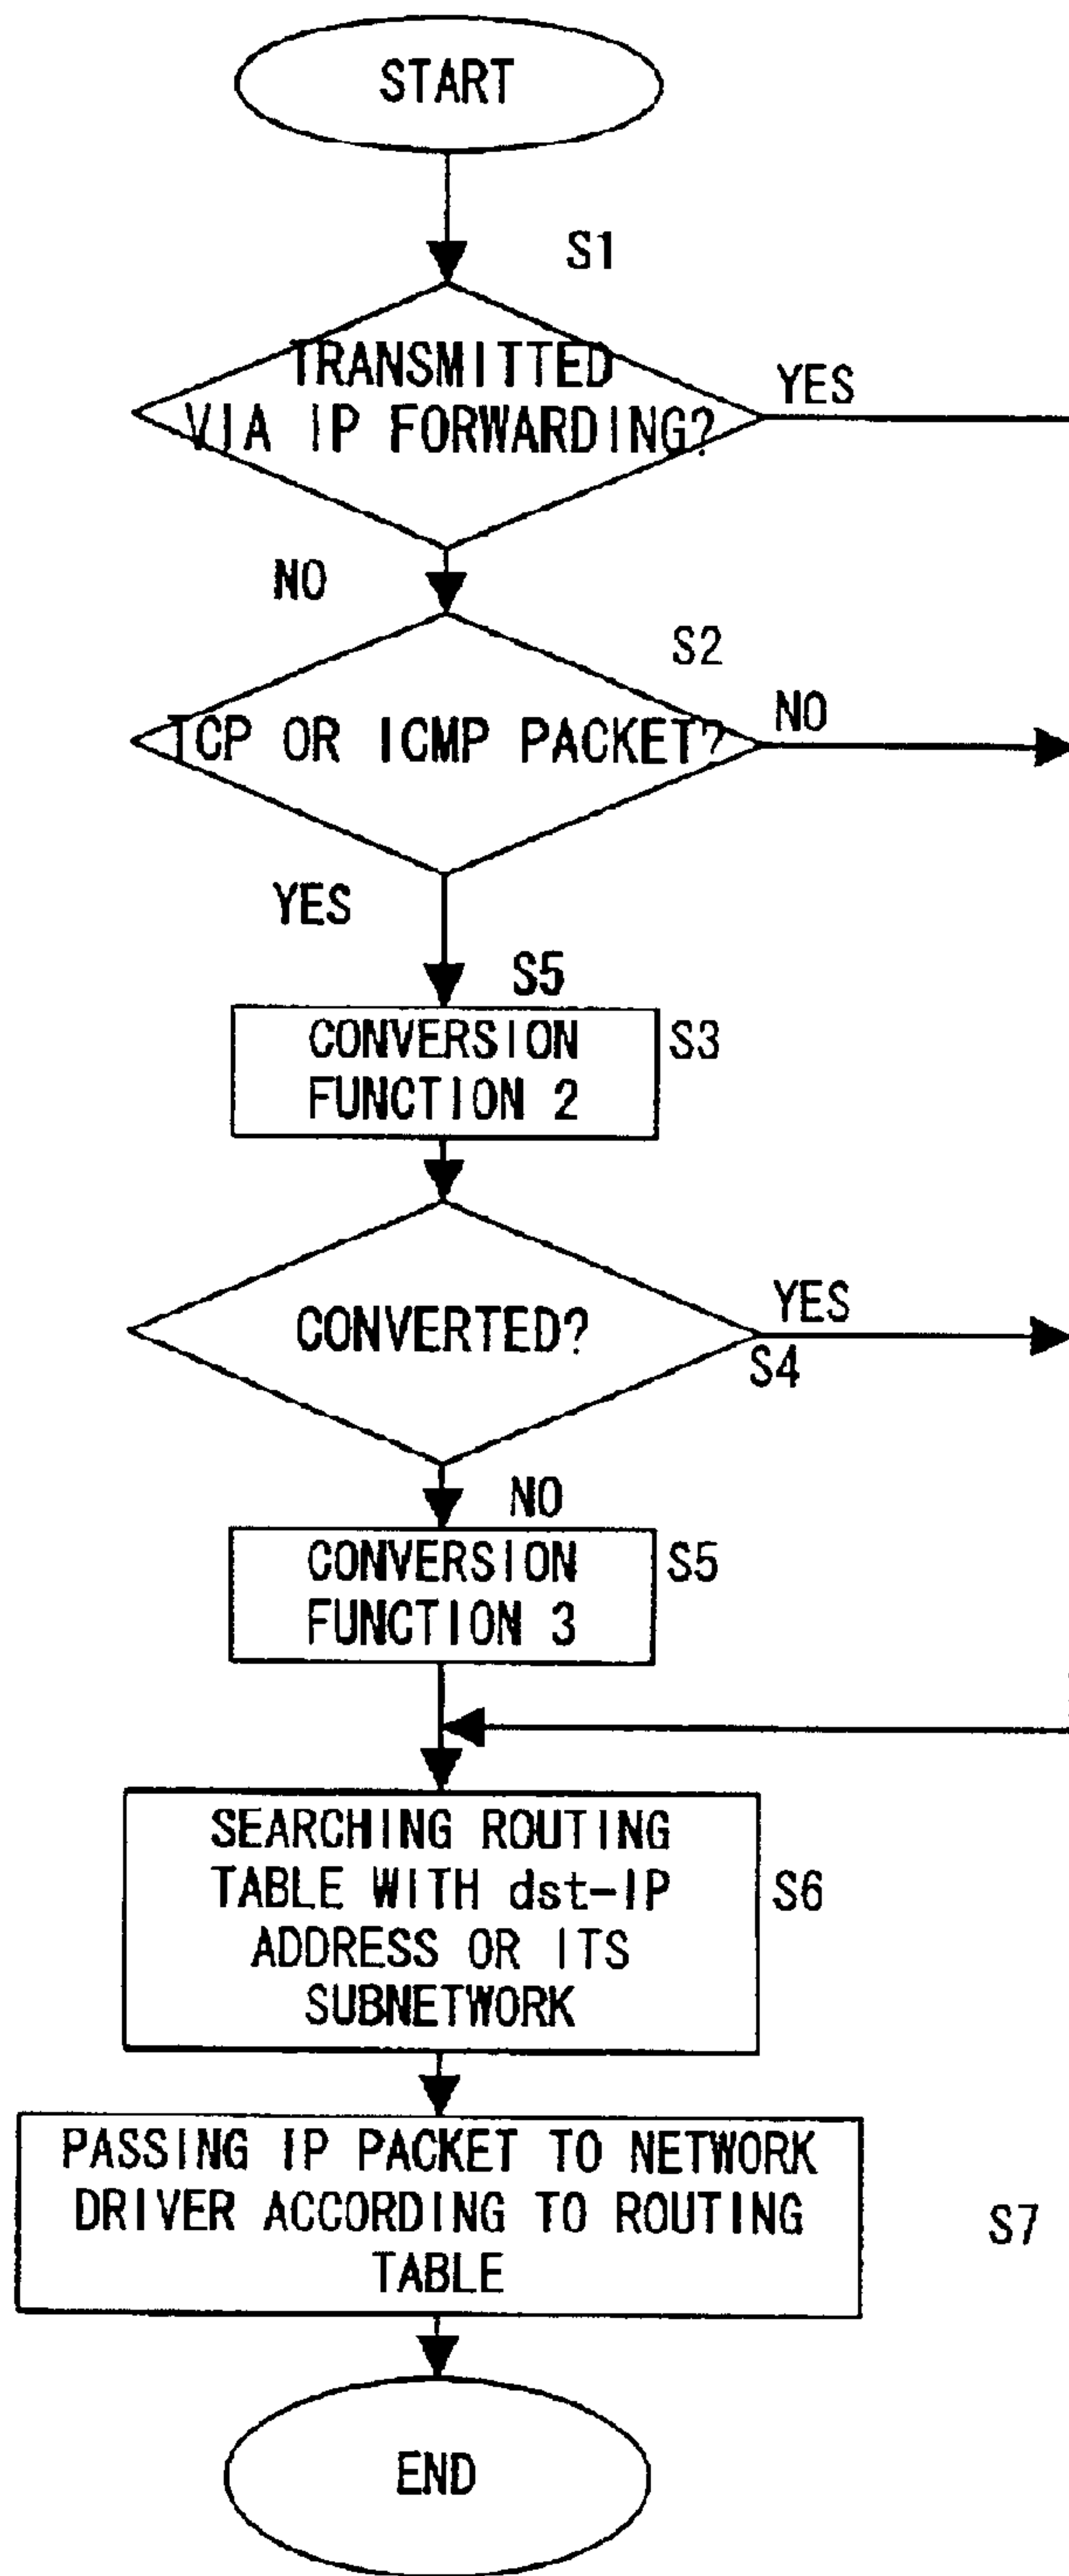 START
S1
TRANSMITTED
VIA IP FORWARDING?
YES
NO
S2
TCP OR ICMP PACKET?
NO
YES
S5
CONVERSION
FUNCTION 2
S3
CONVERTED?
YES
S4
NO
CONVERSION
FUNCTION 3
S5
SEARCHING ROUTING
TABLE WITH dst-IP
ADDRESS OR ITS
SUBNETWORK
S6
PASSING IP PACKET TO NETWORK
DRIVER ACCORDING TO ROUTING
TABLE
S7
END